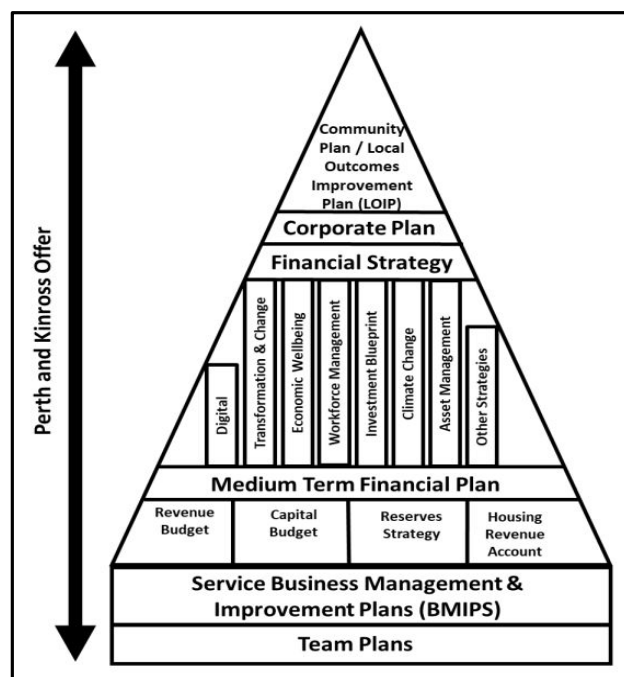 Perth and Kinross Offer
Community
Plan / Local
Outcomes
Improvement
Plan (LOIP)
Corporate Plan
Financial Strategy
Digital
Transformation & Change
Economic Wellbeing
Workforce Management
Investment Blueprint
Climate Change
Asset Management
Other Strategies
Medium Term Financial Plan
Revenue
Budget
Capital
Budget
Reserves
Strategy
Housing
Revenue
Account
Service Business Management &
Improvement Plans (BMIPS)
Team Plans